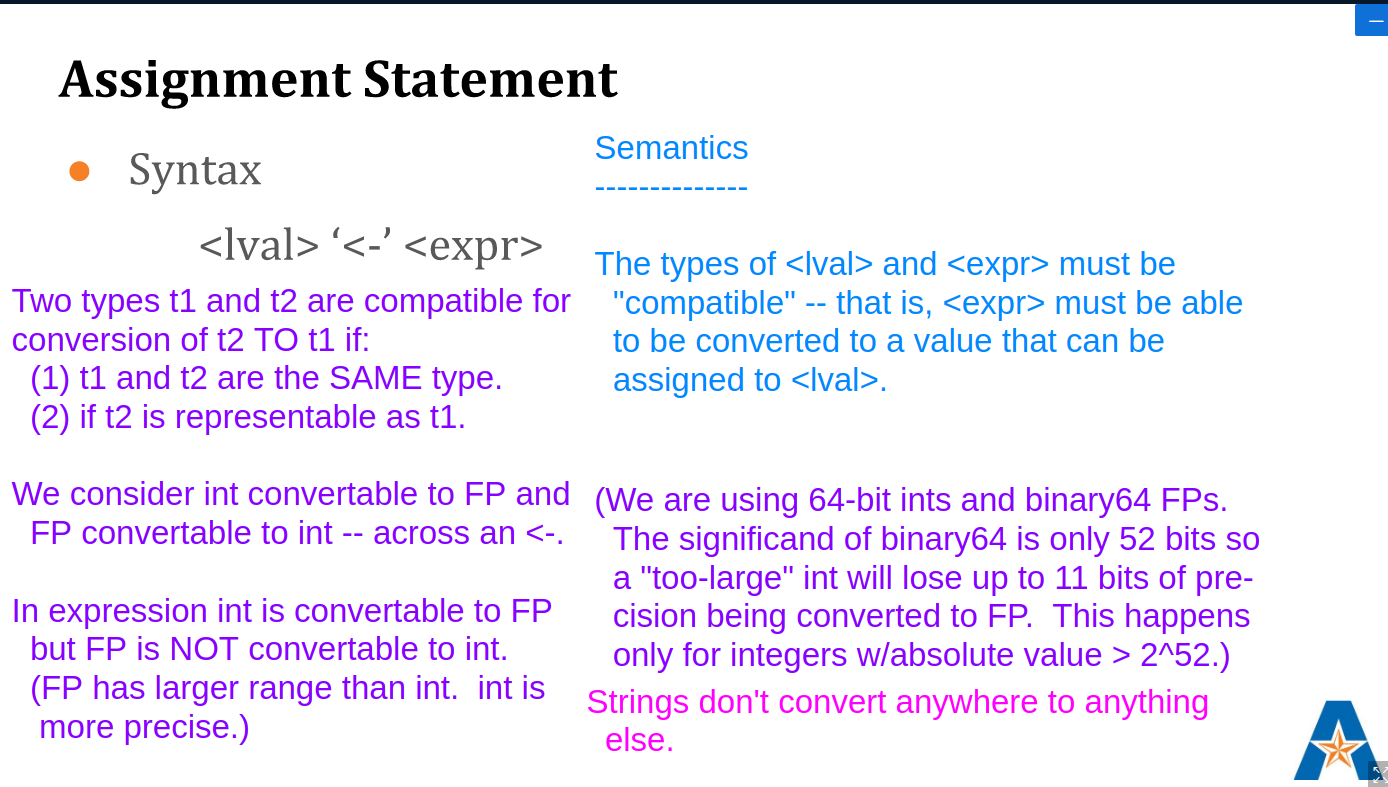 Assignment Statement
● Syntax
<lval> ‘<-’ <expr>
Two types t1 and t2 are compatible for
conversion of t2 TO t1 if:
(1) t1 and t2 are the SAME type.
(2) if t2 is representable as t1.
We consider int convertable to FP and
FP convertable to int -- across an <-.
In expression int is convertable to FP
but FP is NOT convertable to int.
(FP has larger range than int.  int is
more precise.)
Semantics
--------------
The types of <lval> and <expr> must be
"compatible" -- that is, <expr> must be able
to be converted to a value that can be
assigned to <lval>.
(We are using 64-bit ints and binary64 FPs.
The significand of binary64 is only 52 bits so
a "too-large" int will lose up to 11 bits of pre-
cision being converted to FP.  This happens
only for integers w/absolute value > 2^52.)
Strings don't convert anywhere to anything
else.